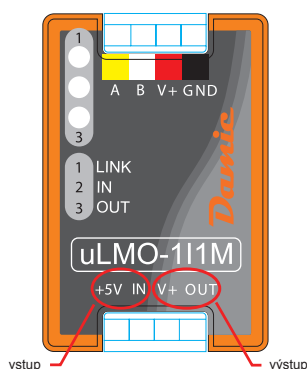 1
A B V+ GND
3
1 LINK
2 IN
3 OUT
Damic
uLMO-1I1M
+5V IN V+ OUT
vstup
výstup